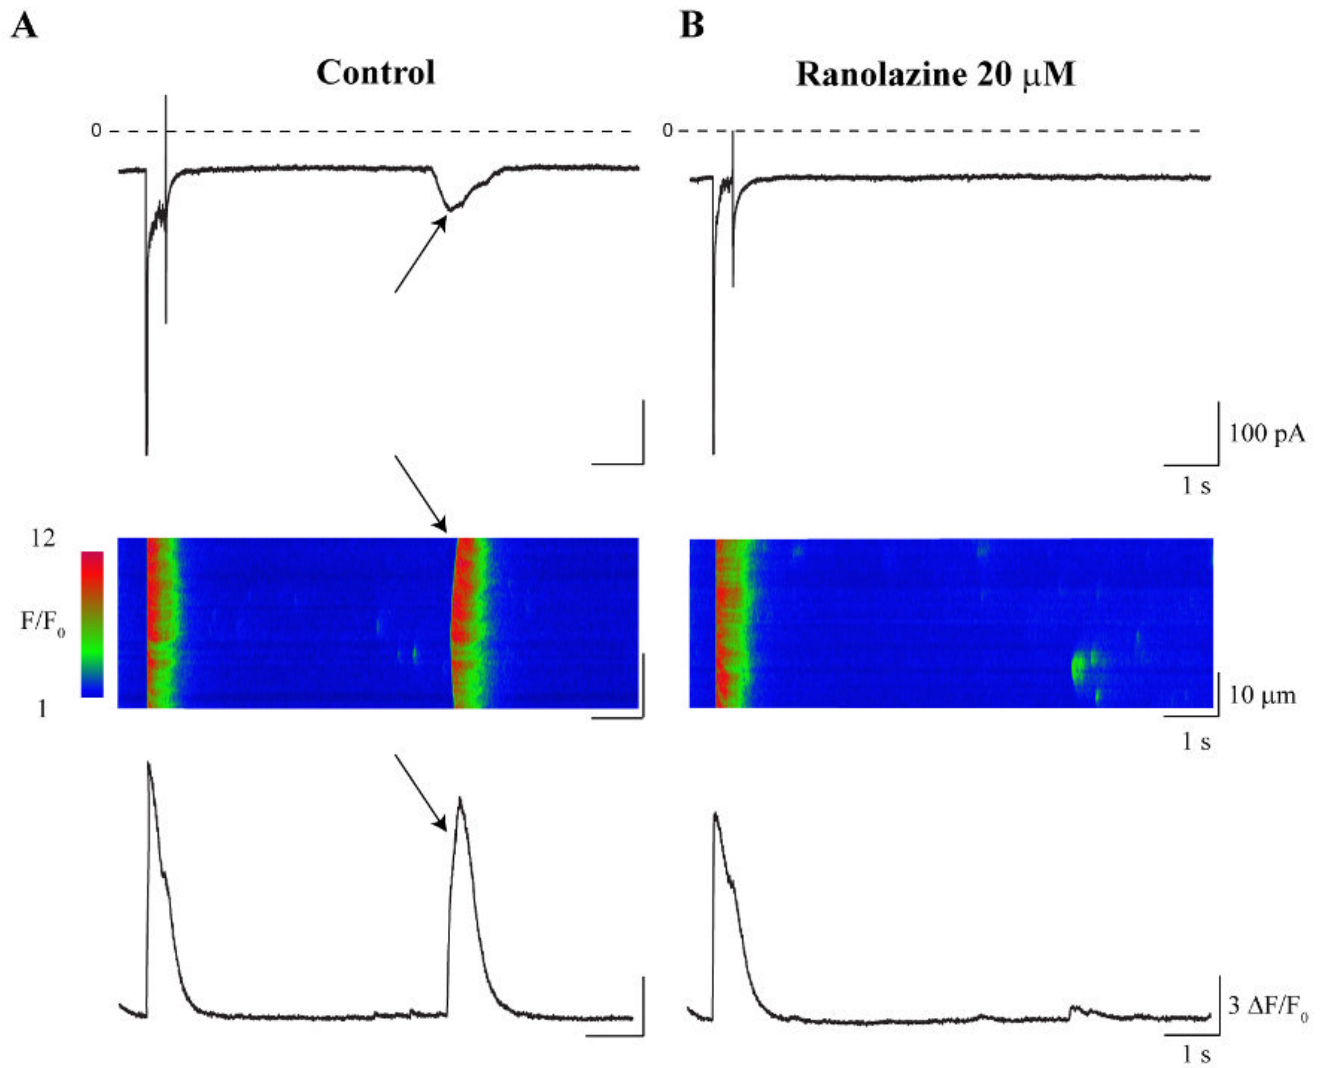 A
B
Control
Ranolazine 20 μM
0
0
100 pA
1 s
12
F/F₀
1
10 μm
1 s
3 ΔF/F₀
1 s